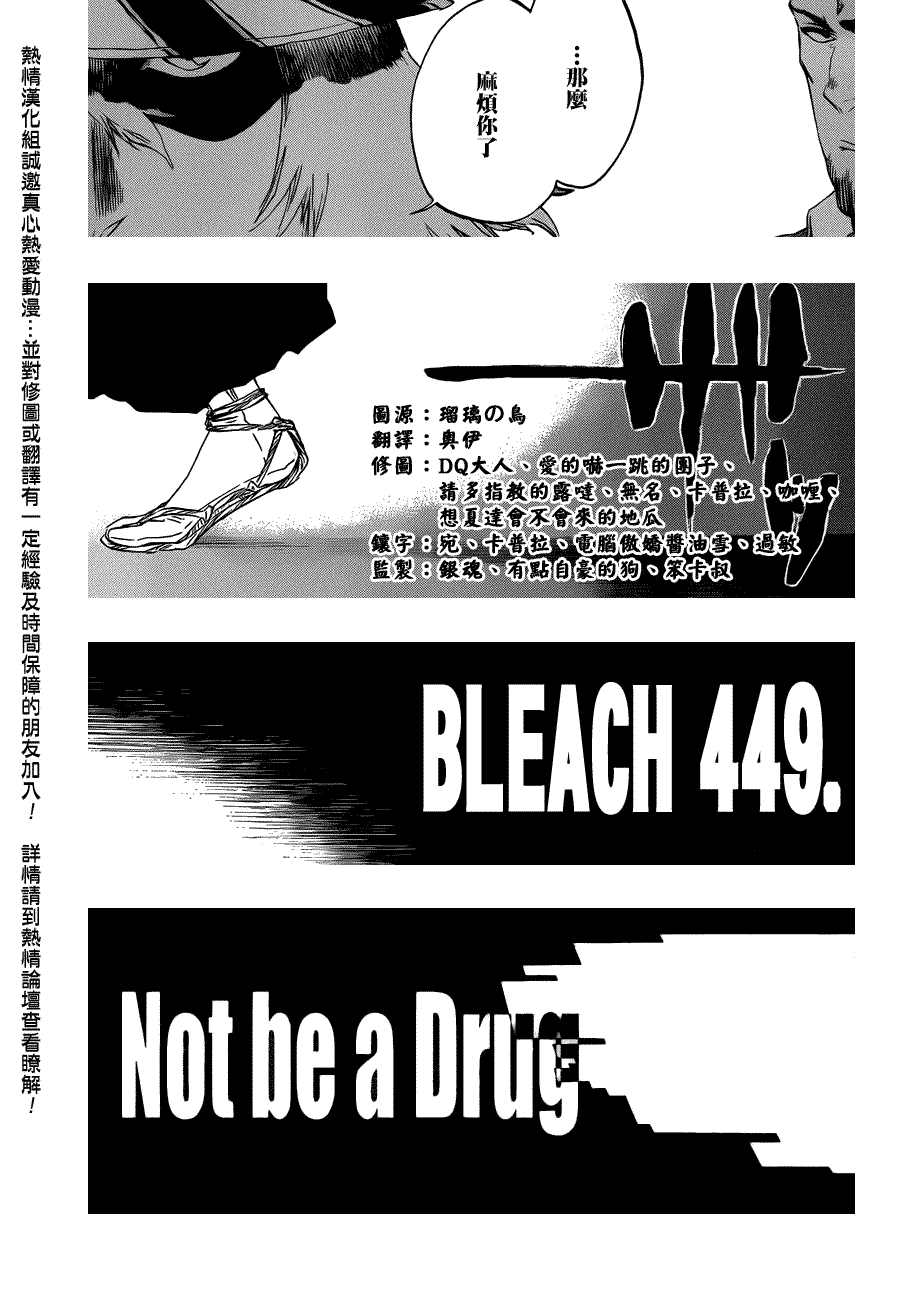 …那麼
麻煩你了
圖源：瑠璃の鳥
翻譯：奥伊
修圖：DQ大人、愛的嚇一跳的團子、
請多指教的露噠、無名、卡普拉、咖喱、
想夏達會不會來的地瓜
鑲字：宛、卡普拉、電腦傲嬌醬油雪、過敏
監製：銀魂、有點自豪的狗、笨卡叔
BLEACH 449.
Not be a Drug
熱情漢化組誠邀真心熱愛動漫…並對修圖或翻譯有一定經驗及時間保障的朋友加入！ 詳情請到熱情論壇查看瞭解！